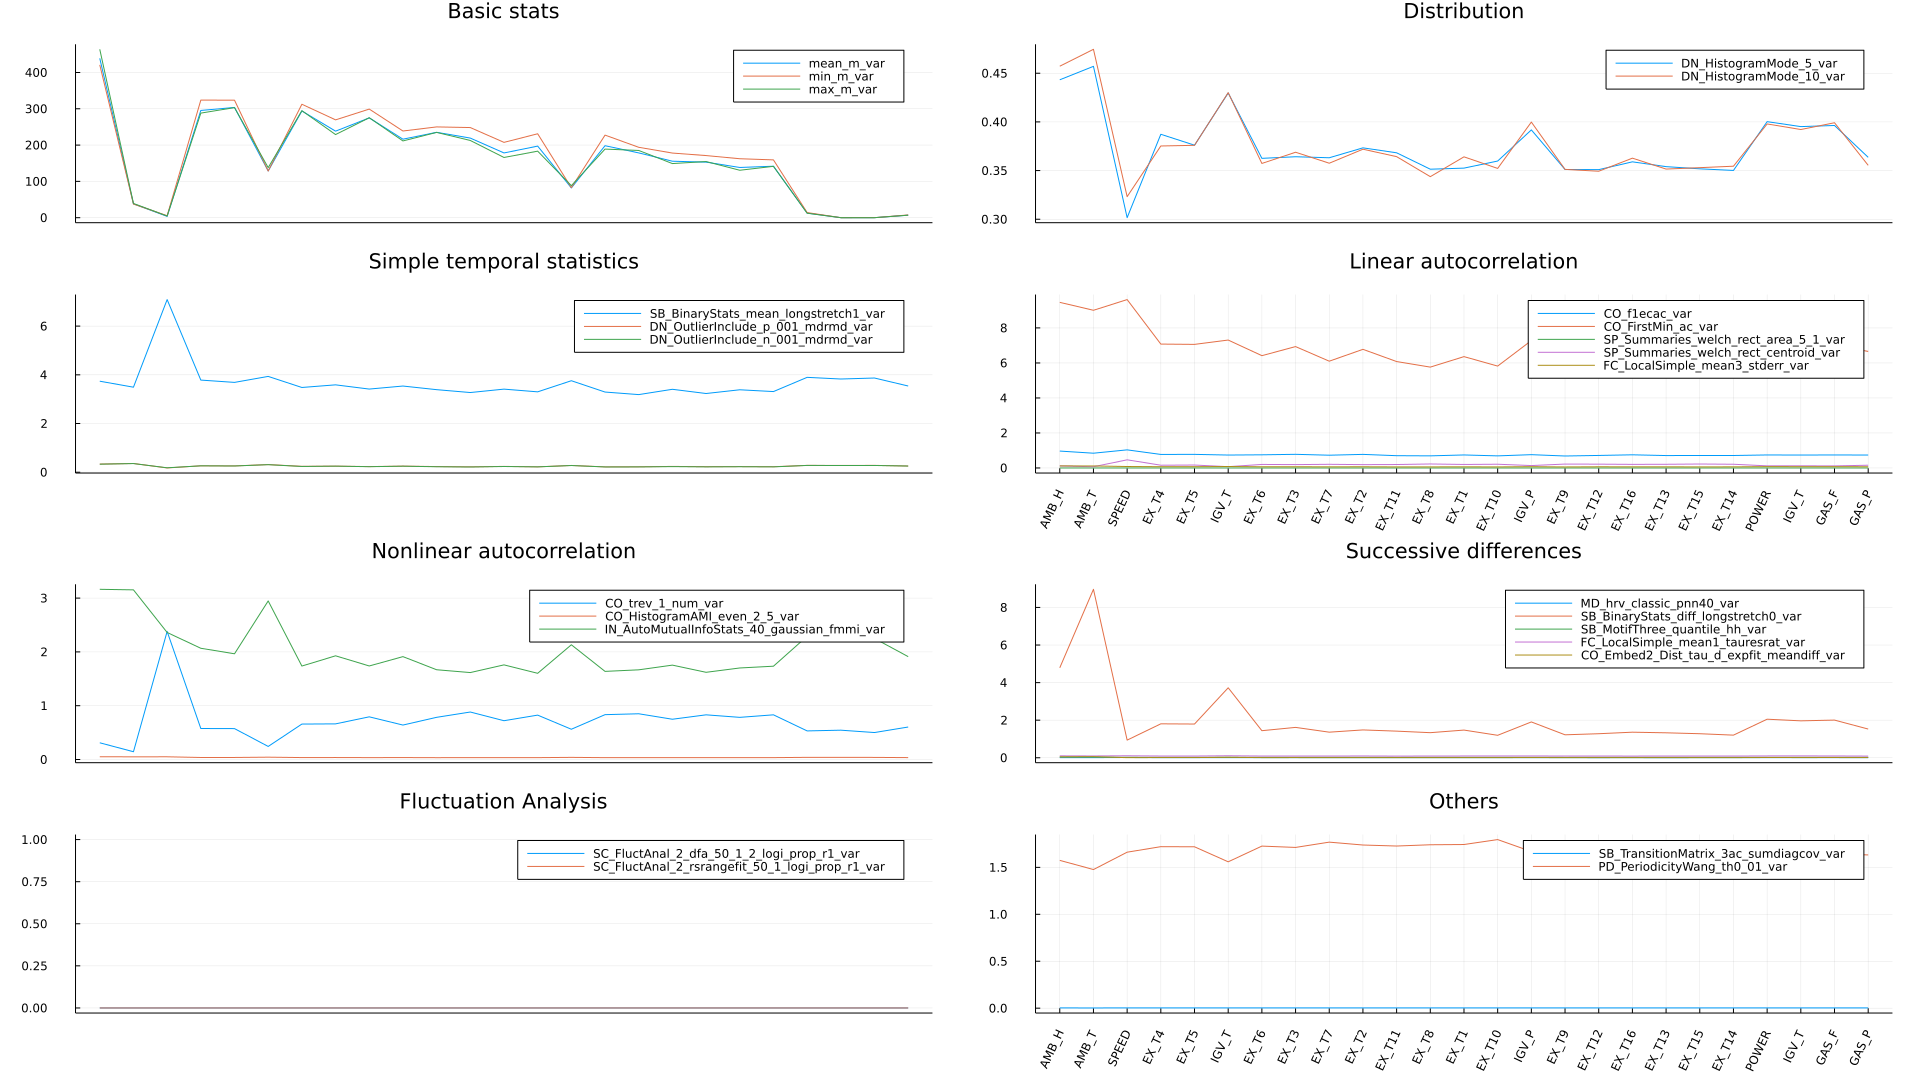 Basic stats
400
300
200
100
0
mean_m_var
min_m_var
max_m_var
Distribution
0.45
0.40
0.35
0.30
DN_HistogramMode_5_var
DN_HistogramMode_10_var
Simple temporal statistics
6
4
2
0
SB_BinaryStats_mean_longstretch1_var
DN_OutlierInclude_p_001_mdrmd_var
DN_OutlierInclude_n_001_mdrmd_var
Linear autocorrelation
8
6
4
2
0
CO_f1ecac_var
CO_FirstMin_ac_var
SP_Summaries_welch_rect_area_5_1_var
SP_Summaries_welch_rect_centroid_var
FC_LocalSimple_mean3_stderr_var
AMB_H
AMB_T
SPEED
EX_T4
EX_T5
IGV_T
EX_T6
EX_T3
EX_T7
EX_T2
EX_T11
EX_T8
EX_T1
EX_T10
IGV_P
EX_T9
EX_T12
EX_T16
EX_T13
EX_T15
EX_T14
POWER
IGV_T
GAS_F
GAS_P
Nonlinear autocorrelation
3
2
1
0
CO_trev_1_num_var
CO_HistogramAMI_even_2_5_var
IN_AutoMutualInfoStats_40_gaussian_fmmi_var
Successive differences
8
6
4
2
0
MD_hrv_classic_pnn40_var
SB_BinaryStats_diff_longstretch0_var
SB_MotifThree_quantile_hh_var
FC_LocalSimple_mean1_tauresrat_var
CO_Embed2_Dist_tau_d_expfit_meandiff_var
Fluctuation Analysis
1.00
0.75
0.50
0.25
0.00
SC_FluctAnal_2_dfa_50_1_2_logi_prop_r1_var
SC_FluctAnal_2_rsrangefit_50_1_logi_prop_r1_var
Others
1.5
1.0
0.5
0.0
SB_TransitionMatrix_3ac_sumdiagcov_var
PD_PeriodicityWang_th0_01_var
AMB_H
AMB_T
SPEED
EX_T4
EX_T5
IGV_T
EX_T6
EX_T3
EX_T7
EX_T2
EX_T11
EX_T8
EX_T1
EX_T10
IGV_P
EX_T9
EX_T12
EX_T16
EX_T13
EX_T15
EX_T14
POWER
IGV_T
GAS_F
GAS_P